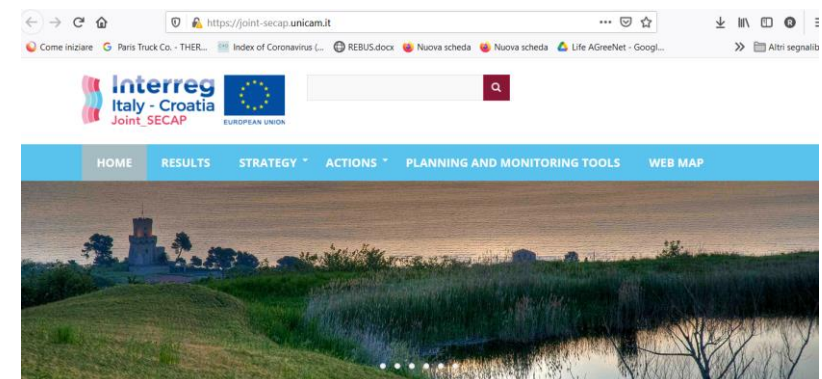 https://joint-secap.unicam.it
Come iniziare Paris Truck Co. - THER... Index of Coronavirus (... REBUS.docx Nuova scheda Nuova scheda Life AGreeNet - Googl... Altri segnalib
Interreg
Italy - Croatia
Joint_SECAP
EUROPEAN UNION
HOME RESULTS STRATEGY ACTIONS PLANNING AND MONITORING TOOLS WEB MAP